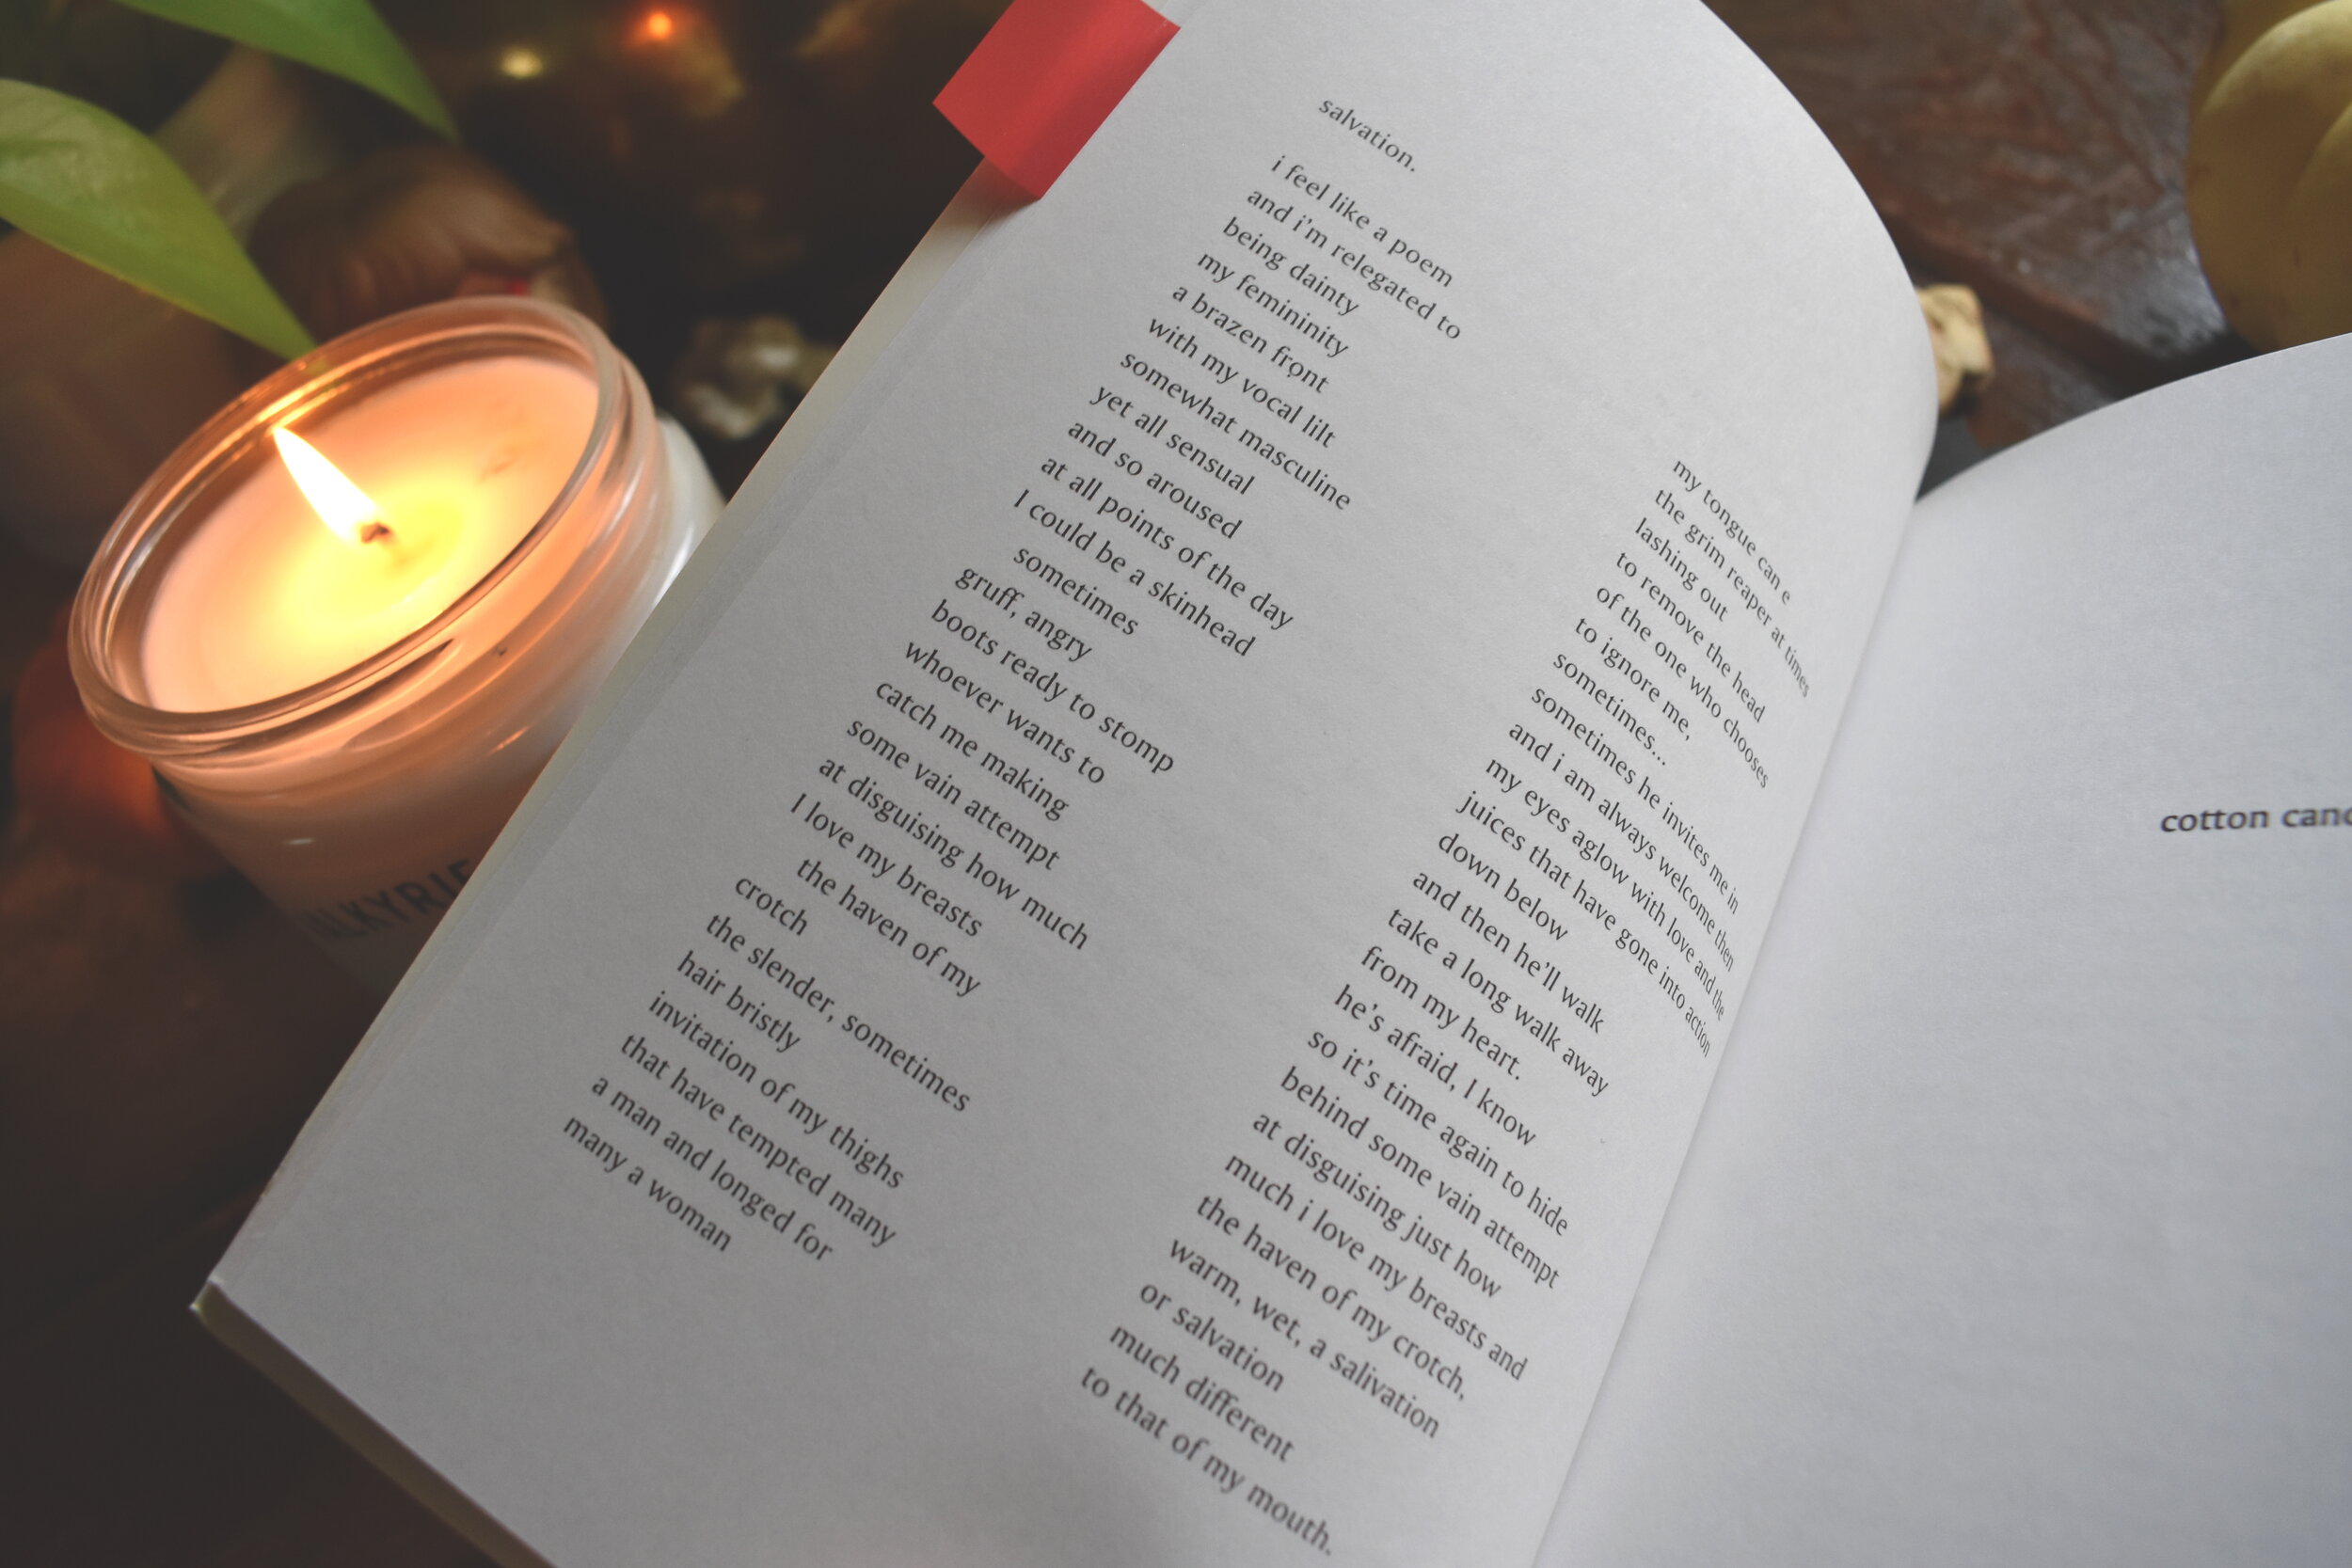 salvation.
i feel like a poem
and i'm relegated to
being dainty
my femininity
a brazen front
with my vocal lilt
somewhat masculine
yet all sensual
and so aroused
at all points of the day
I could be a skinhead
sometimes
gruff, angry
boots ready to stomp
whoever wants to
catch me making
some vain attempt
at disguising how much
I love my breasts
the haven of my
crotch
the slender, sometimes
hair bristly
invitation of my thighs
that have tempted many
a man and longed for
many a woman
my tongue can
the grim reaper at times
lashing out
to remove the head
of the one who chooses
to ignore me,
sometimes...
sometimes he invites me in
and i am always welcome then
my eyes aglow with love and the
juices that have gone into action
down below
and then he'll walk
take a long walk away
from my heart.
he's afraid, I know
so it's time again to hide
behind some vain attempt
at disguising just how
much i love my breasts and
the haven of my crotch,
warm, wet, a salivation
or salvation
much different
to that of my mouth.
cotton